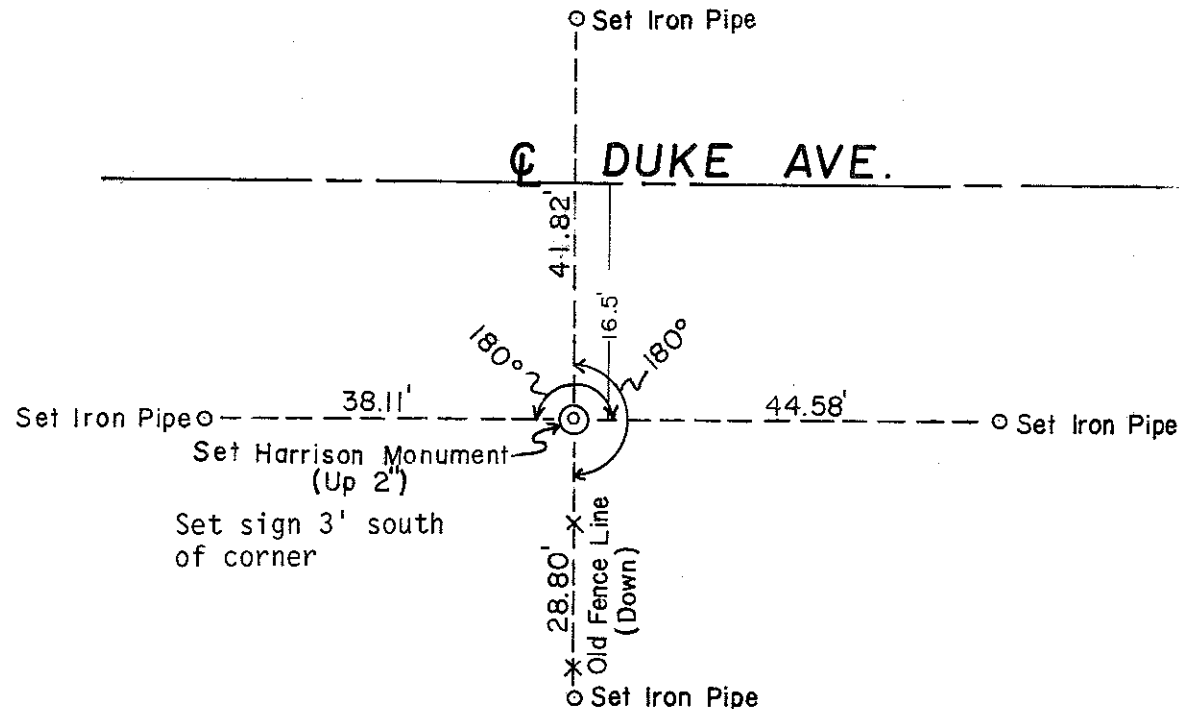 Set Iron Pipe
℄ DUKE AVE.
41.82'
16.5'
180°
180°
Set Iron Pipe
38.11'
44.58'
Set Iron Pipe
Set Harrison Monument
(Up 2")
Set sign 3' south
of corner
28.80'
Old Fence Line
(Down)
Set Iron Pipe